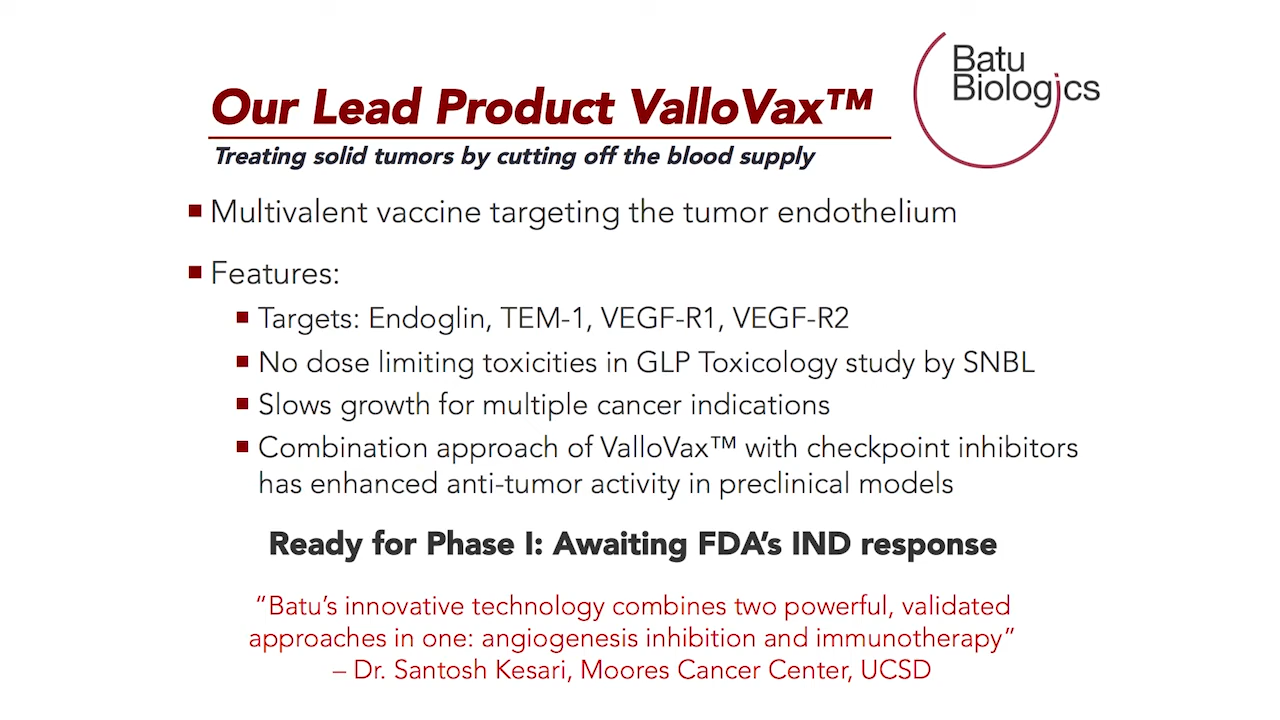 Batu
Biologics
Our Lead Product ValloVax™
Treating solid tumors by cutting off the blood supply
Multivalent vaccine targeting the tumor endothelium
Features:
Targets: Endoglin, TEM-1, VEGF-R1, VEGF-R2
No dose limiting toxicities in GLP Toxicology study by SNBL
Slows growth for multiple cancer indications
Combination approach of ValloVax™ with checkpoint inhibitors
has enhanced anti-tumor activity in preclinical models
Ready for Phase I: Awaiting FDA’s IND response
“Batu’s innovative technology combines two powerful, validated
approaches in one: angiogenesis inhibition and immunotherapy”
– Dr. Santosh Kesari, Moores Cancer Center, UCSD